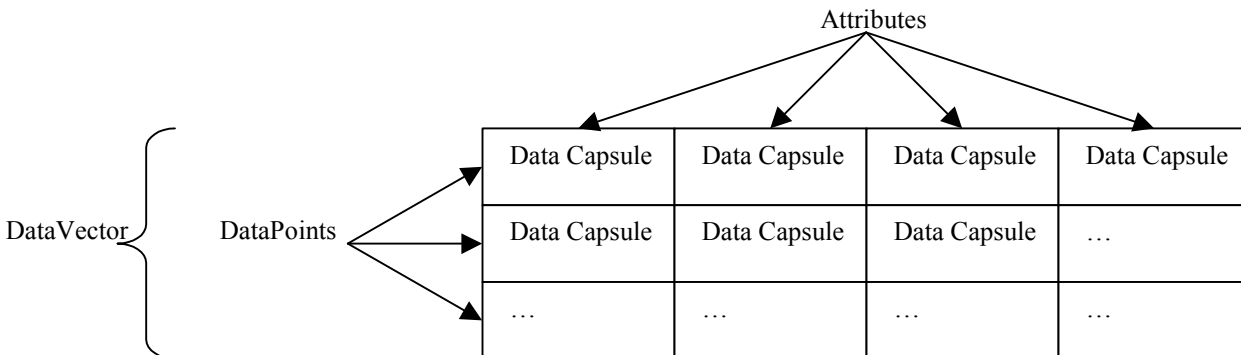 Attributes
Data Capsule Data Capsule Data Capsule Data Capsule
DataVector DataPoints Data Capsule Data Capsule Data Capsule …
… … … …